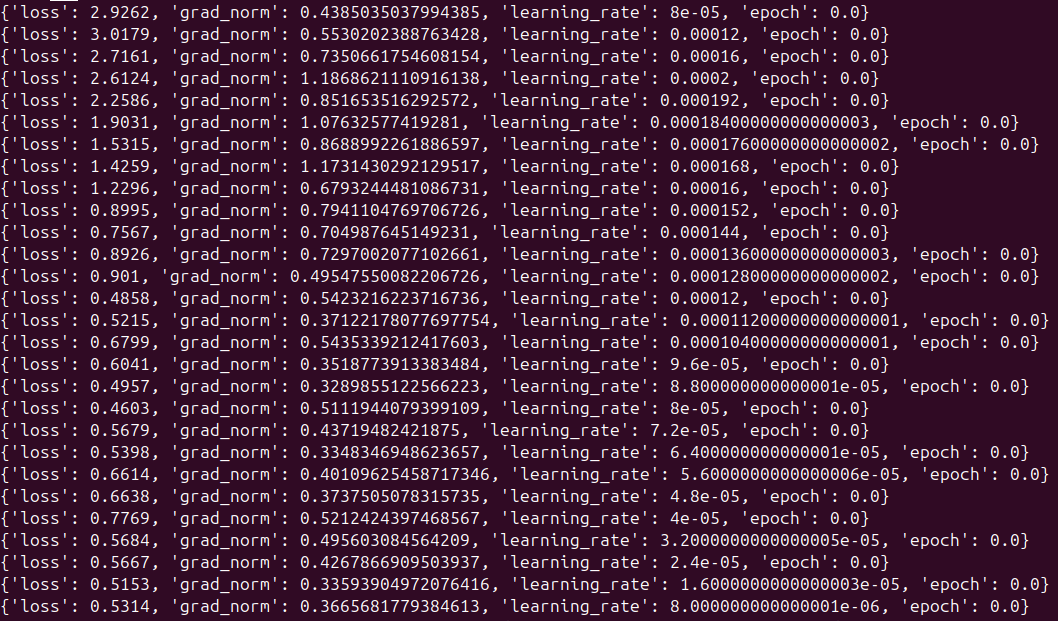 {'loss': 2.9262, 'grad_norm': 0.4385035037994385, 'learning_rate': 8e-05, 'epoch': 0.0}
{'loss': 3.0179, 'grad_norm': 0.5530202388763428, 'learning_rate': 0.00012, 'epoch': 0.0}
{'loss': 2.7161, 'grad_norm': 0.7350661754608154, 'learning_rate': 0.00016, 'epoch': 0.0}
{'loss': 2.6124, 'grad_norm': 1.1868621110916138, 'learning_rate': 0.0002, 'epoch': 0.0}
{'loss': 2.2586, 'grad_norm': 0.851653516292572, 'learning_rate': 0.000192, 'epoch': 0.0}
{'loss': 1.9031, 'grad_norm': 1.07632577419281, 'learning_rate': 0.00018400000000000003, 'epoch': 0.0}
{'loss': 1.5315, 'grad_norm': 0.8688992261886597, 'learning_rate': 0.00017600000000000002, 'epoch': 0.0}
{'loss': 1.4259, 'grad_norm': 1.1731430292129517, 'learning_rate': 0.000168, 'epoch': 0.0}
{'loss': 1.2296, 'grad_norm': 0.6793244481086731, 'learning_rate': 0.00016, 'epoch': 0.0}
{'loss': 0.8995, 'grad_norm': 0.7941104769706726, 'learning_rate': 0.000152, 'epoch': 0.0}
{'loss': 0.7567, 'grad_norm': 0.704987645149231, 'learning_rate': 0.000144, 'epoch': 0.0}
{'loss': 0.8926, 'grad_norm': 0.7297002077102661, 'learning_rate': 0.00013600000000000003, 'epoch': 0.0}
{'loss': 0.901, 'grad_norm': 0.49547550082206726, 'learning_rate': 0.00012800000000000002, 'epoch': 0.0}
{'loss': 0.4858, 'grad_norm': 0.5423216223716736, 'learning_rate': 0.00012, 'epoch': 0.0}
{'loss': 0.5215, 'grad_norm': 0.37122178077697754, 'learning_rate': 0.00011200000000000001, 'epoch': 0.0}
{'loss': 0.6799, 'grad_norm': 0.5435339212417603, 'learning_rate': 0.00010400000000000001, 'epoch': 0.0}
{'loss': 0.6041, 'grad_norm': 0.3518773913383484, 'learning_rate': 9.6e-05, 'epoch': 0.0}
{'loss': 0.4957, 'grad_norm': 0.3289855122566223, 'learning_rate': 8.800000000000001e-05, 'epoch': 0.0}
{'loss': 0.4603, 'grad_norm': 0.5111944079399109, 'learning_rate': 8e-05, 'epoch': 0.0}
{'loss': 0.5679, 'grad_norm': 0.43719482421875, 'learning_rate': 7.2e-05, 'epoch': 0.0}
{'loss': 0.5398, 'grad_norm': 0.3348346948623657, 'learning_rate': 6.400000000000001e-05, 'epoch': 0.0}
{'loss': 0.6614, 'grad_norm': 0.401096254587173​46, 'learning_rate': 5.6000000000000006e-05, 'epoch': 0.0}
{'loss': 0.6638, 'grad_norm': 0.3737505078315735, 'learning_rate': 4.8e-05, 'epoch': 0.0}
{'loss': 0.7769, 'grad_norm': 0.5212424397468567, 'learning_rate': 4e-05, 'epoch': 0.0}
{'loss': 0.5684, 'grad_norm': 0.495603084564209, 'learning_rate': 3.2000000000000005e-05, 'epoch': 0.0}
{'loss': 0.5667, 'grad_norm': 0.4267866909503937, 'learning_rate': 2.4e-05, 'epoch': 0.0}
{'loss': 0.5153, 'grad_norm': 0.33593904972076416, 'learning_rate': 1.6000000000000003e-05, 'epoch': 0.0}
{'loss': 0.5314, 'grad_norm': 0.3665681779384613, 'learning_rate': 8.000000000000001e-06, 'epoch': 0.0}